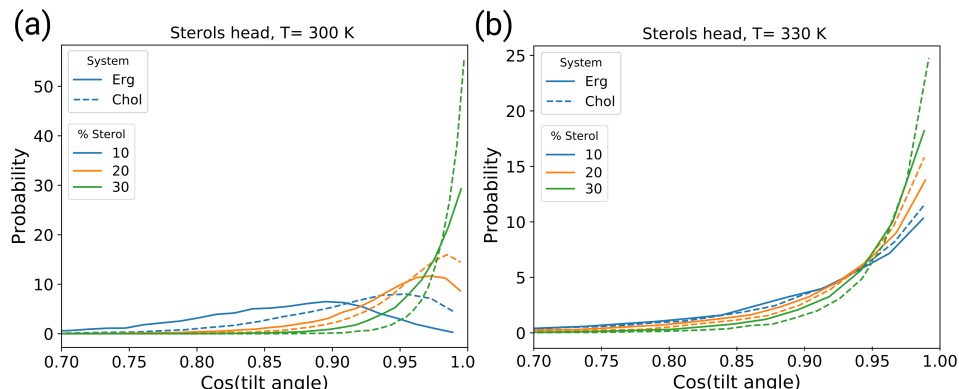 (a)
Sterols head, T= 300 K
System
Erg
Chol
% Sterol
10
20
30
Probability
50
40
30
20
10
0
0.70 0.75 0.80 0.85 0.90 0.95 1.0
Cos(tilt angle)
(b)
Sterols head, T= 330 K
System
Erg
Chol
% Sterol
10
20
30
Probability
25
20
15
10
5
0
0.70 0.75 0.80 0.85 0.90 0.95 1.00
Cos(tilt angle)